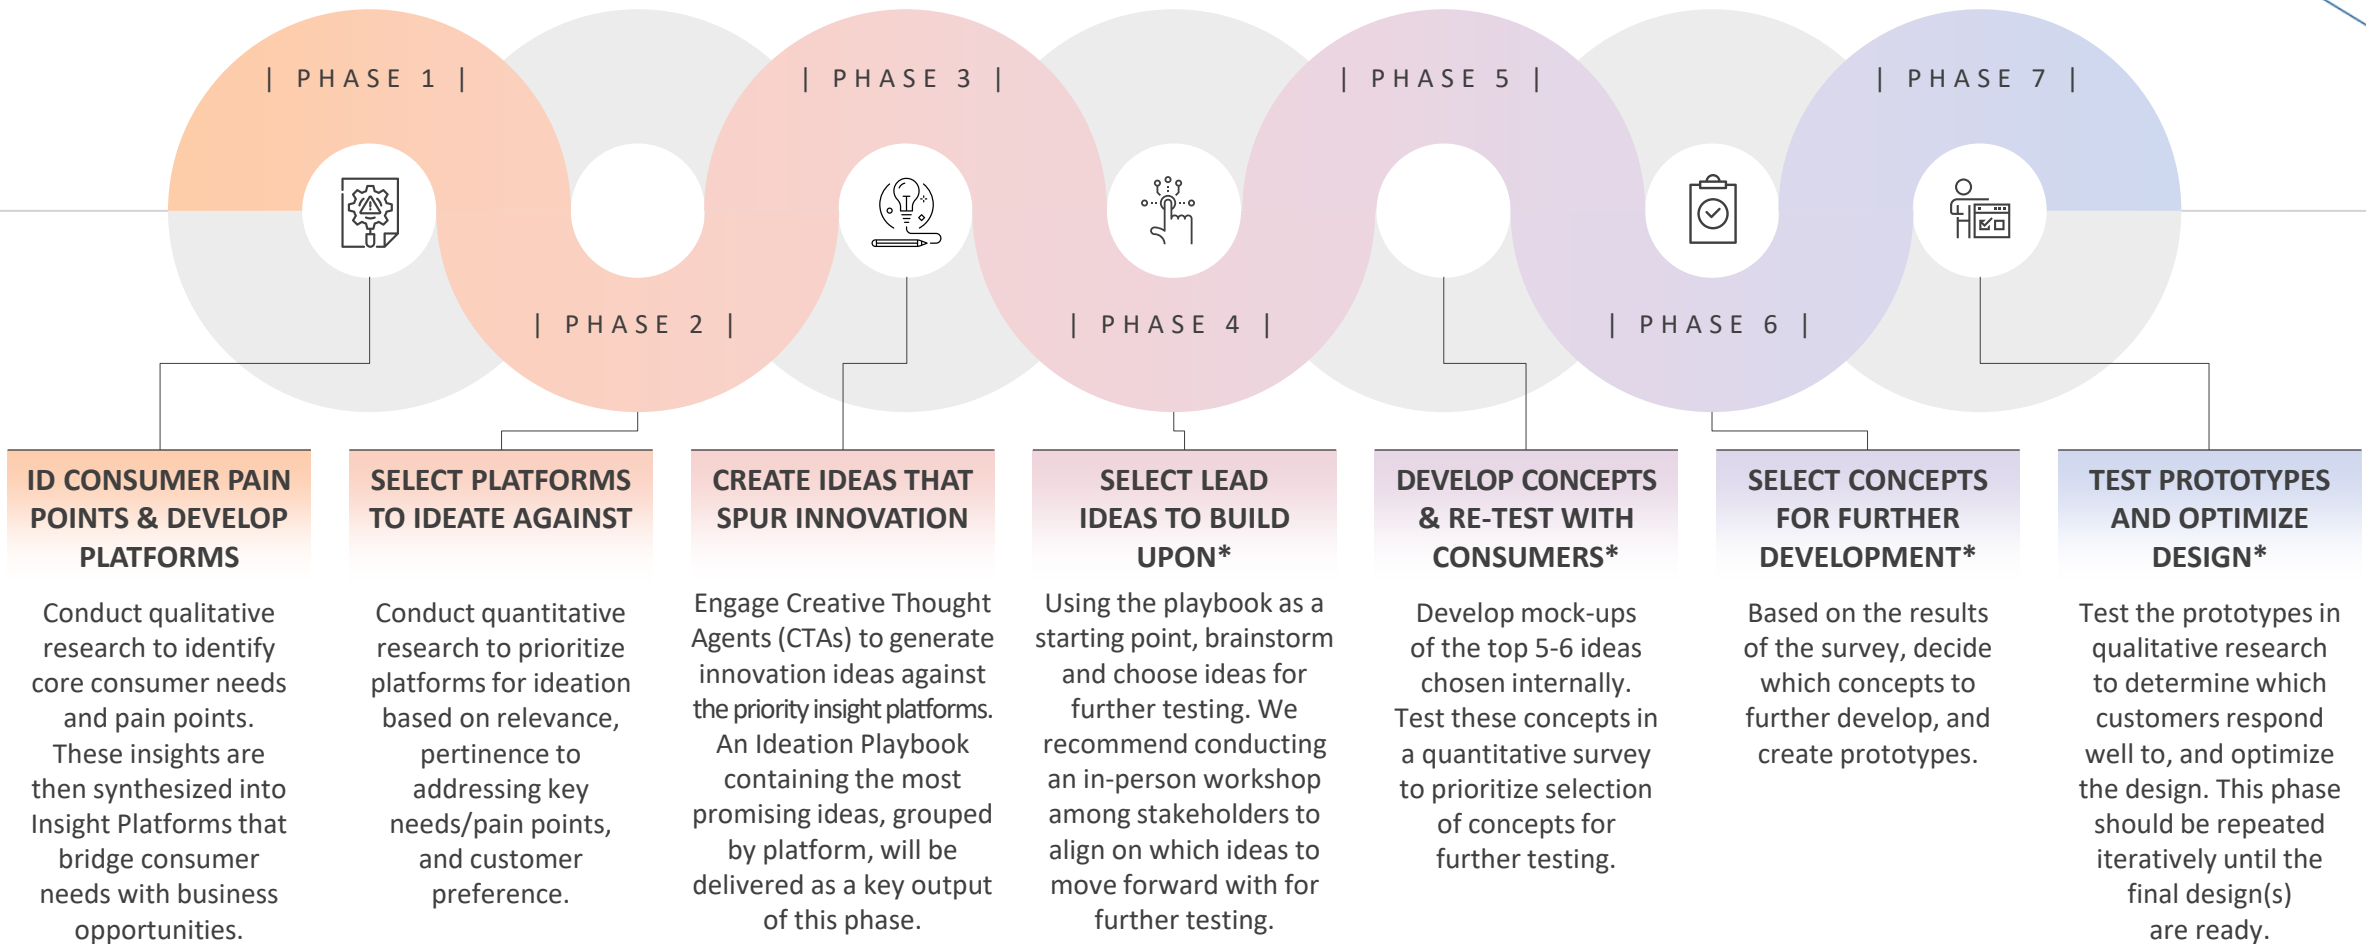 | PHASE 1 |
| PHASE 3 |
| PHASE 5 |
| PHASE 7 |
| PHASE 2 |
| PHASE 4 |
| PHASE 6 |
ID CONSUMER PAIN
POINTS & DEVELOP
PLATFORMS
Conduct qualitative
research to identify
core consumer needs
and pain points.
These insights are
then synthesized into
Insight Platforms that
bridge consumer
needs with business
opportunities.
SELECT PLATFORMS
TO IDEATE AGAINST
Conduct quantitative
research to prioritize
platforms for ideation
based on relevance,
pertinence to
addressing key
needs/pain points,
and customer
preference.
CREATE IDEAS THAT
SPUR INNOVATION
Engage Creative Thought
Agents (CTAs) to generate
innovation ideas against
the priority insight platforms.
An Ideation Playbook
containing the most
promising ideas, grouped
by platform, will be
delivered as a key output
of this phase.
SELECT LEAD
IDEAS TO BUILD
UPON*
Using the playbook as a
starting point, brainstorm
and choose ideas for
further testing. We
recommend conducting
an in-person workshop
among stakeholders to
align on which ideas to
move forward with for
further testing.
DEVELOP CONCEPTS
& RE-TEST WITH
CONSUMERS*
Develop mock-ups
of the top 5-6 ideas
chosen internally.
Test these concepts in
a quantitative survey
to prioritize selection
of concepts for
further testing.
SELECT CONCEPTS
FOR FURTHER
DEVELOPMENT*
Based on the results
of the survey, decide
which concepts to
further develop, and
create prototypes.
TEST PROTOTYPES
AND OPTIMIZE
DESIGN*
Test the prototypes in
qualitative research
to determine which
customers respond
well to, and optimize
the design. This phase
should be repeated
iteratively until the
final design(s)
are ready.